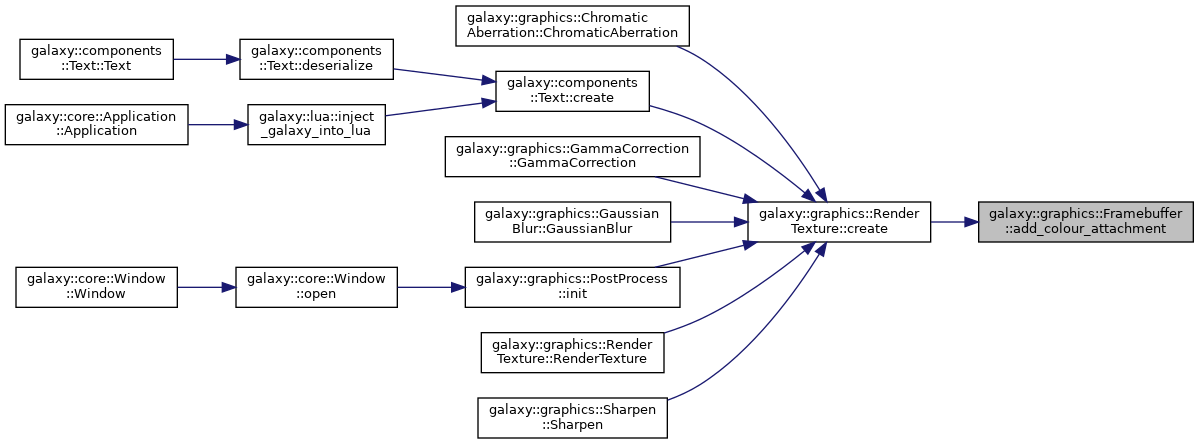 galaxy::graphics::Chromatic
Aberration::ChromaticAberration
galaxy::components
::Text::Text
galaxy::components
::Text::deserialize
galaxy::components
::Text::create
galaxy::core::Application
::Application
galaxy::lua::inject
_galaxy_into_lua
galaxy::graphics::GammaCorrection
::GammaCorrection
galaxy::graphics::Gaussian
Blur::GaussianBlur
galaxy::graphics::Render
Texture::create
galaxy::graphics::Framebuffer
::add_colour_attachment
galaxy::core::Window
::Window
galaxy::core::Window
::open
galaxy::graphics::PostProcess
::init
galaxy::graphics::Render
Texture::RenderTexture
galaxy::graphics::Sharpen
::Sharpen